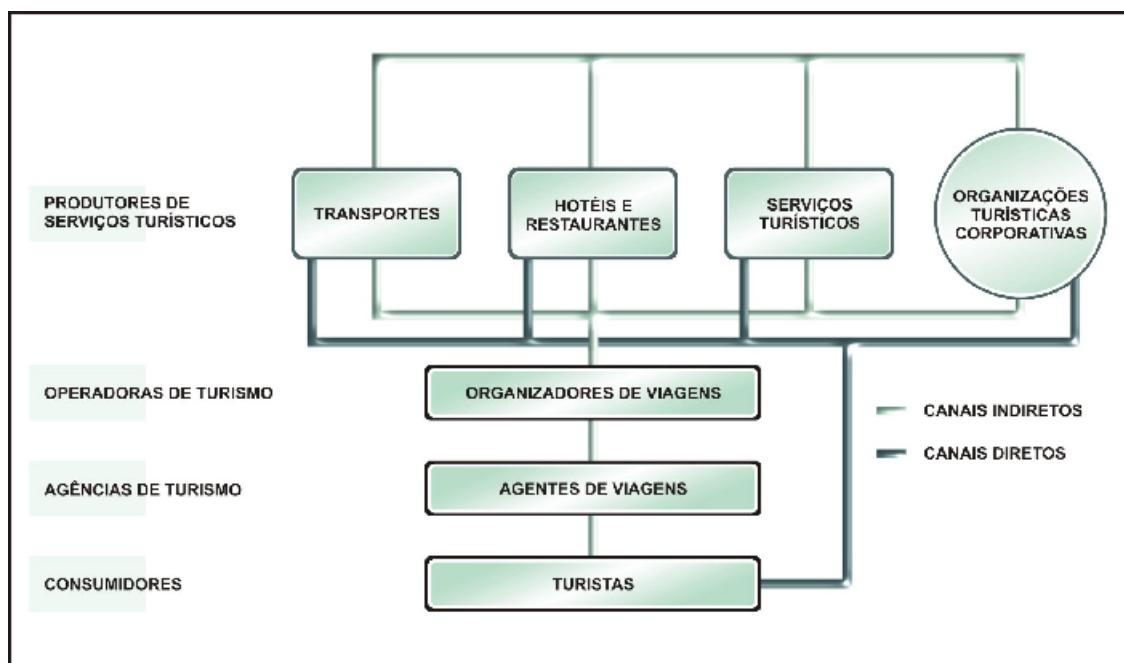 PRODUTORES DE
SERVIÇOS TURÍSTICOS
TRANSPORTES
HOTÉIS E
RESTAURANTES
SERVIÇOS
TURÍSTICOS
ORGANIZAÇÕES
TURÍSTICAS
CORPORATIVAS
OPERADORAS DE TURISMO
ORGANIZADORES DE VIAGENS
CANAIS INDIRETOS
CANAIS DIRETOS
AGÊNCIAS DE TURISMO
AGENTES DE VIAGENS
CONSUMIDORES
TURISTAS